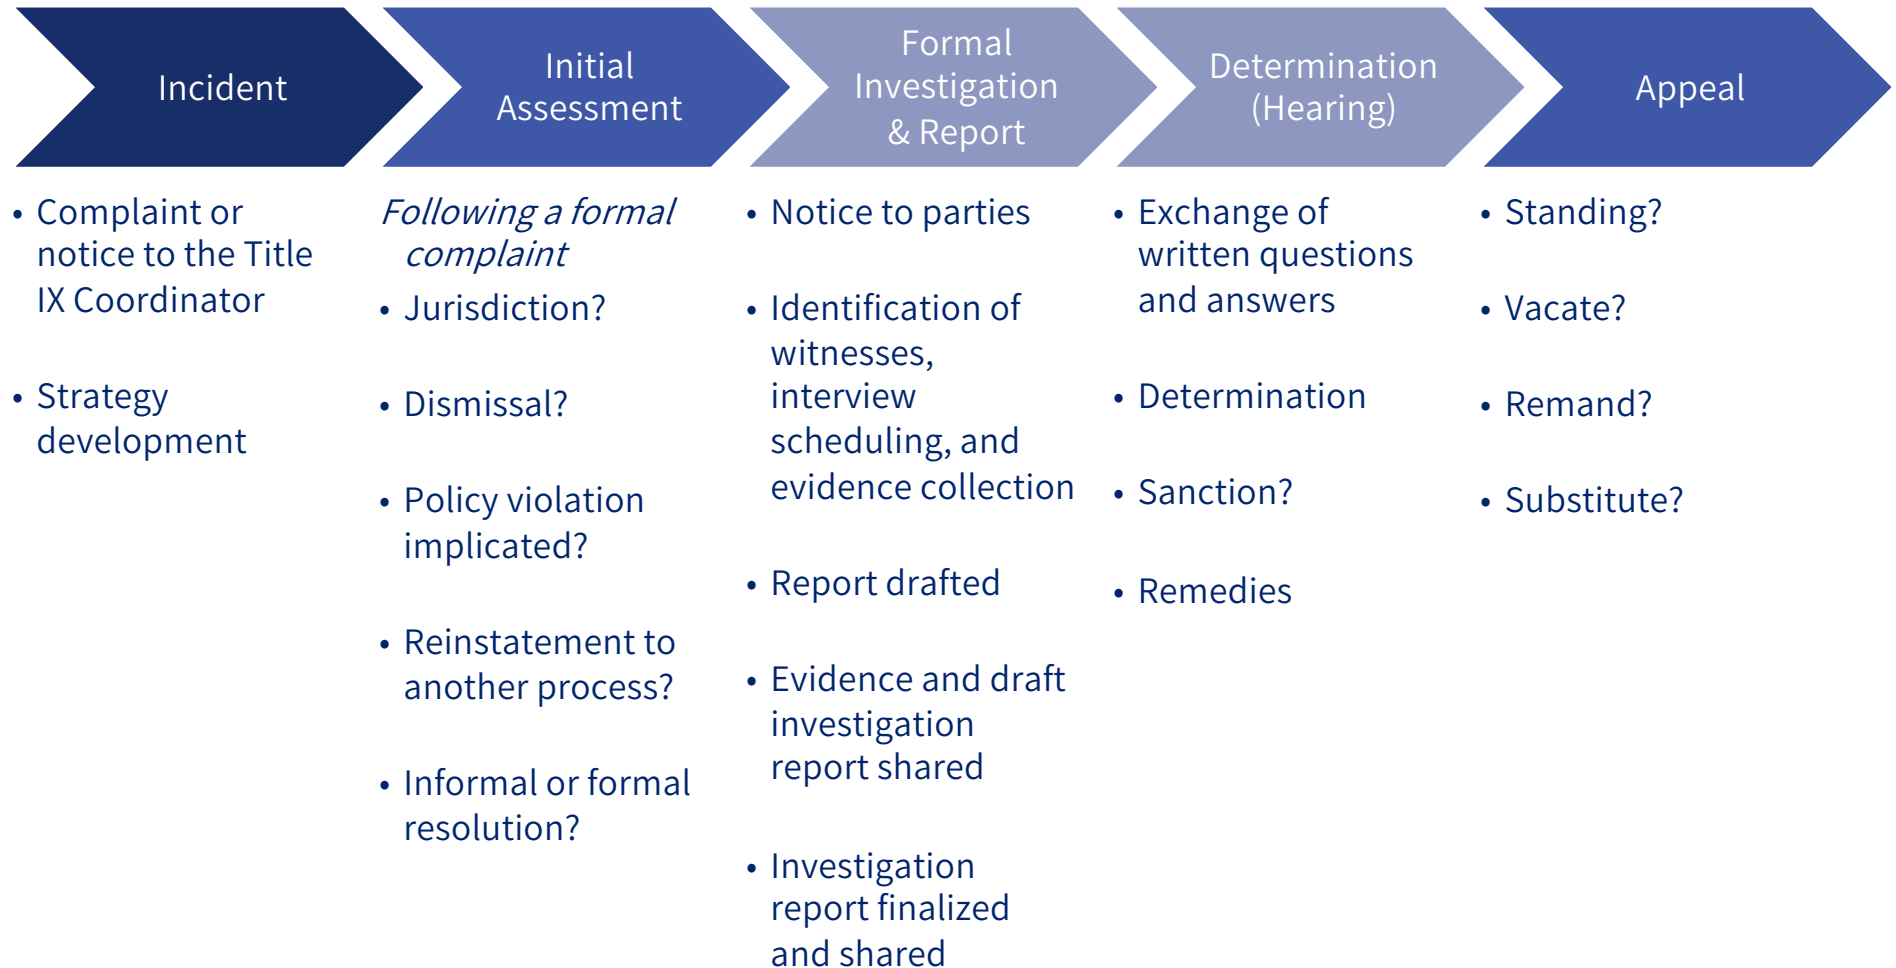 Incident
Initial
Assessment
Formal
Investigation
& Report
Determination
(Hearing)
Appeal
• Complaint or
notice to the Title
IX Coordinator
• Strategy
development
Following a formal
complaint
• Jurisdiction?
• Dismissal?
• Policy violation
implicated?
• Reinstatement to
another process?
• Informal or formal
resolution?
• Notice to parties
• Identification of
witnesses,
interview
scheduling, and
evidence collection
• Report drafted
• Evidence and draft
investigation
report shared
• Investigation
report finalized
and shared
• Exchange of
written questions
and answers
• Determination
• Sanction?
• Remedies
• Standing?
• Vacate?
• Remand?
• Substitute?